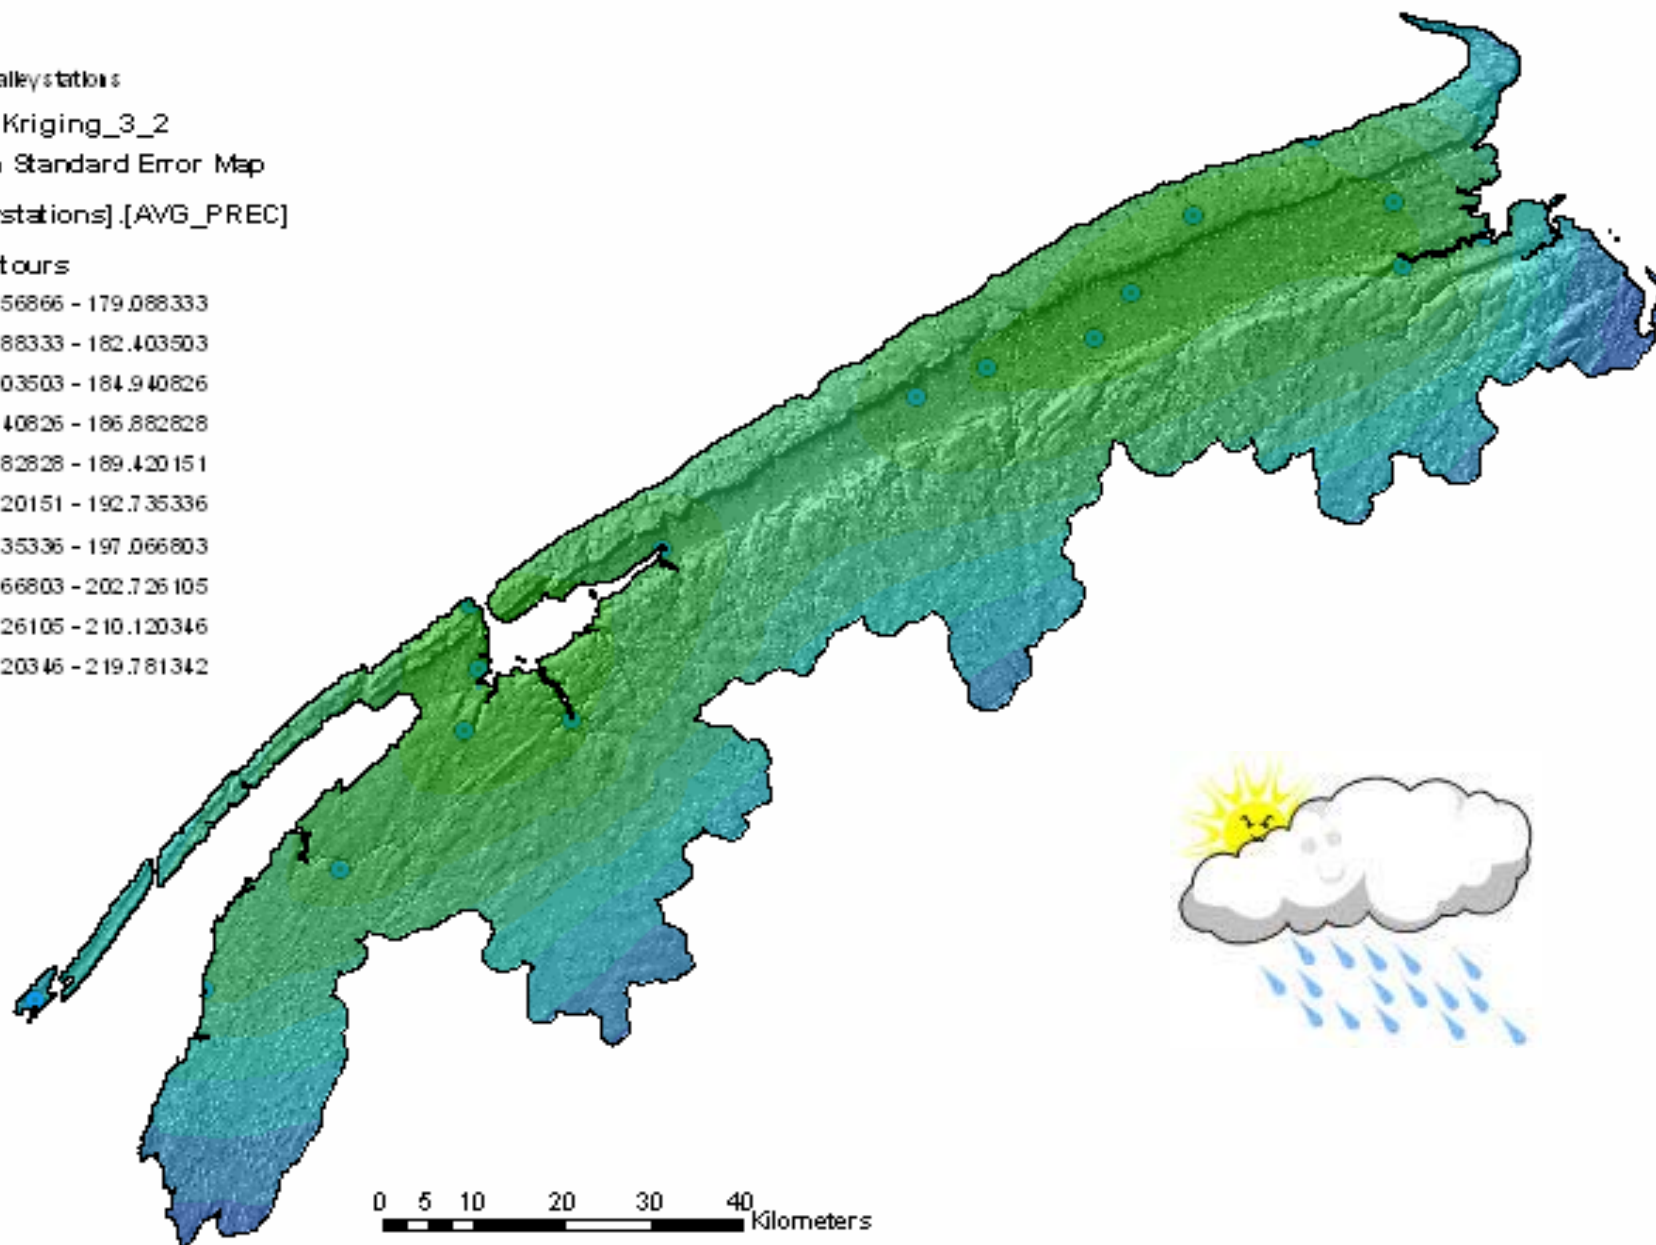 alleystations
Kriging_3_2
n Standard Error Map
stations].[AVG_PREC]
tours
56866 - 179.088333
88333 - 182.403503
03503 - 184.940826
40826 - 186.882828
82828 - 189.420151
20151 - 192.735336
35336 - 197.066803
66803 - 202.726105
26105 - 210.120346
20346 - 219.781342
0 5 10 20 30 40
Kilometers